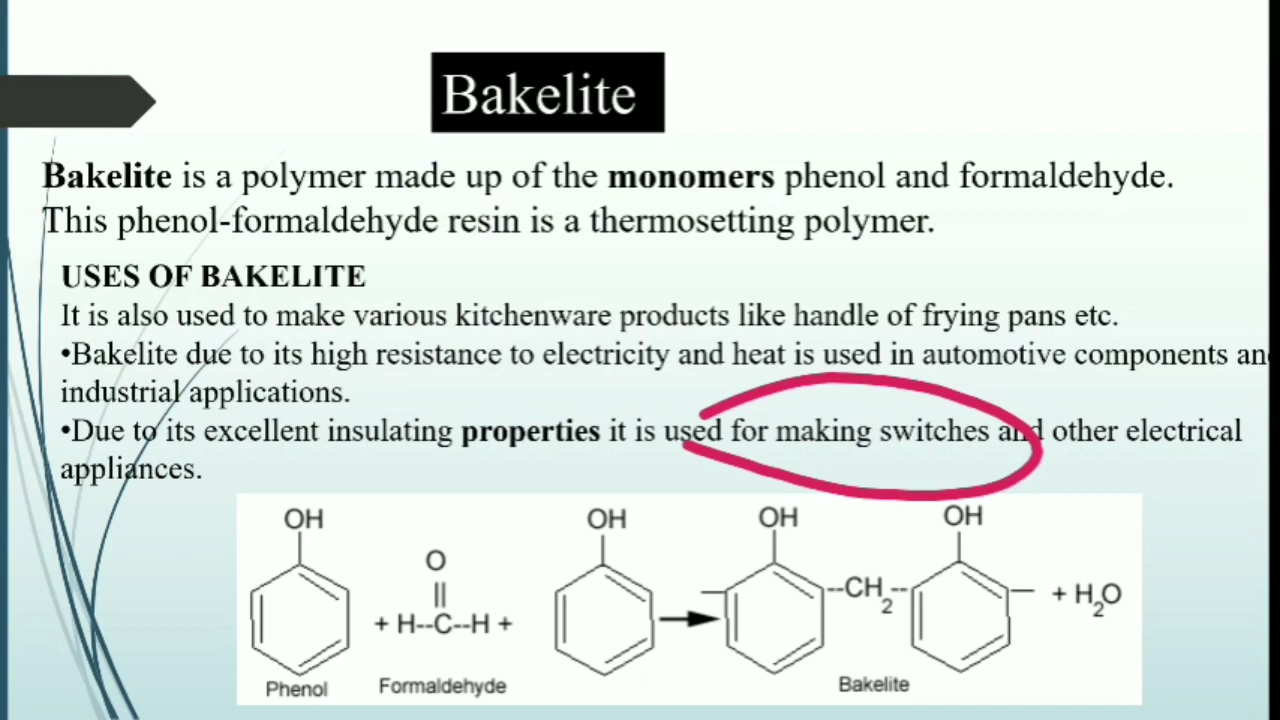 Bakelite
Bakelite is a polymer made up of the monomers phenol and formaldehyde.
This phenol-formaldehyde resin is a thermosetting polymer.
USES OF BAKELITE
It is also used to make various kitchenware products like handle of frying pans etc.
•Bakelite due to its high resistance to electricity and heat is used in automotive components an
industrial applications.
•Due to its excellent insulating properties it is used for making switches and other electrical
appliances.
OH OH OH OH
O
||
+ H--C--H + --CH2-- + H2O
Phenol Formaldehyde Bakelite